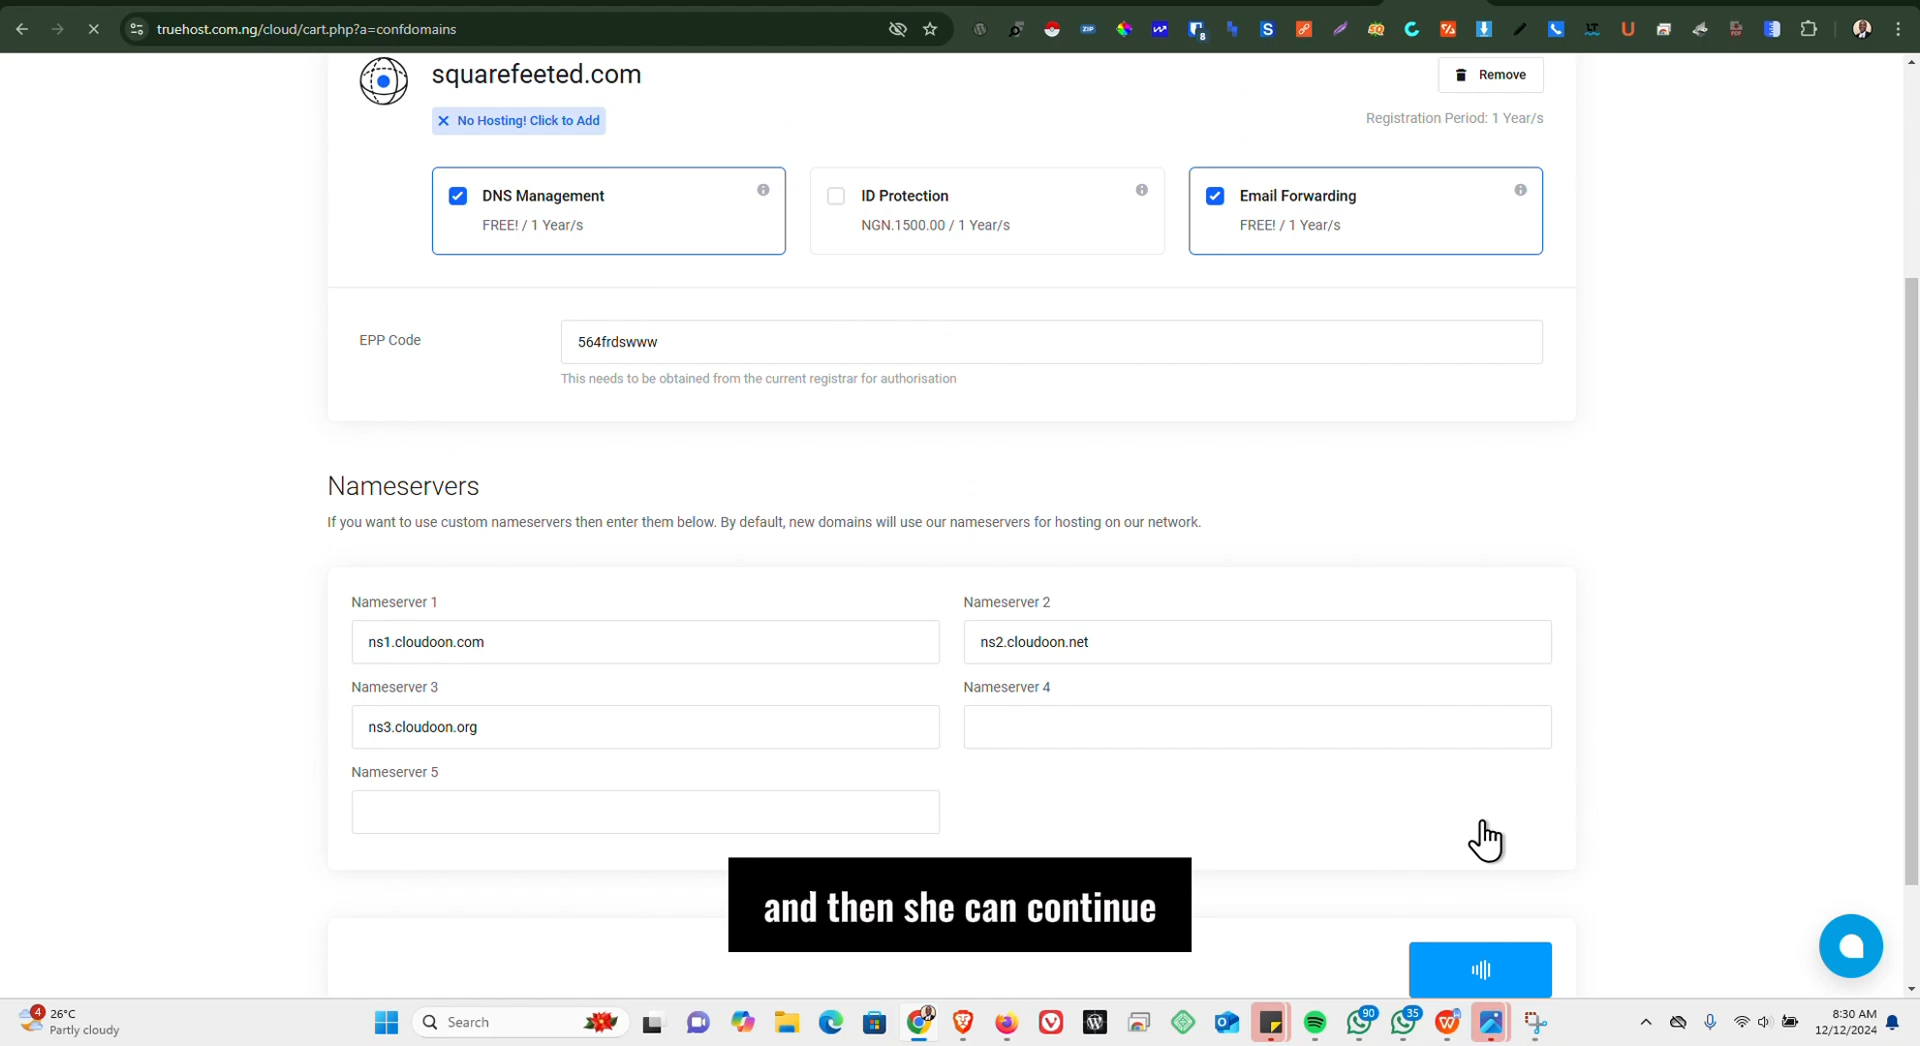 truehost.com.ng/cloud/cart.php?a=confdomains
squarefeeted.com
Remove
No Hosting! Click to Add
Registration Period: 1 Year/s
DNS Management
FREE! / 1 Year/s
ID Protection
NGN.1500.00 / 1 Year/s
Email Forwarding
FREE! / 1 Year/s
EPP Code
564frdswww
This needs to be obtained from the current registrar for authorisation
Nameservers
If you want to use custom nameservers then enter them below. By default, new domains will use our nameservers for hosting on our network.
Nameserver 1
Nameserver 2
ns1.cloudoon.com
ns2.cloudoon.net
Nameserver 3
Nameserver 4
ns3.cloudoon.org
Nameserver 5
and then she can continue
4
26°C
Partly cloudy
Search
90
35
8:30 AM
12/12/2024